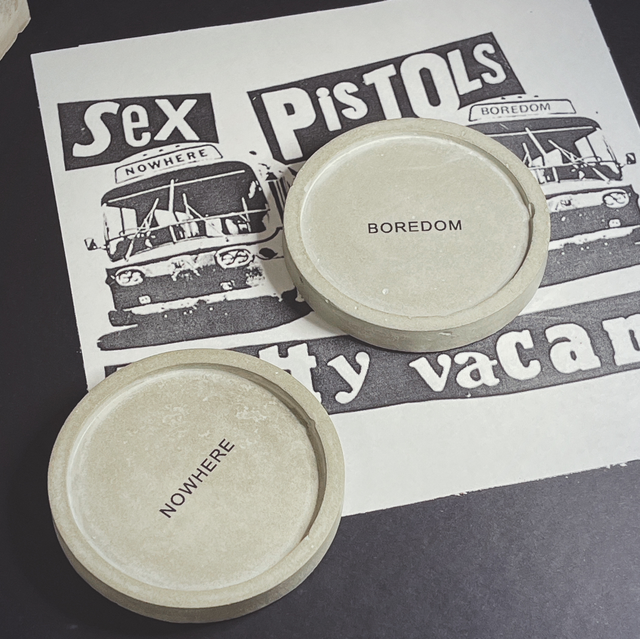 Sex PiSTOLS
NOWHERE
BOREDOM
BOREDOM
tty vacan
NOWHERE